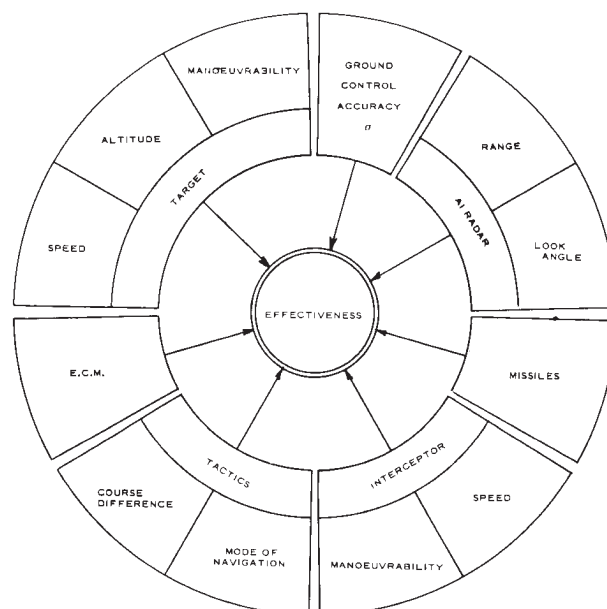 MANOEUVRABILITY
GROUND
CONTROL
ACCURACY
σ
ALTITUDE
RANGE
TARGET
AI RADAR
SPEED
LOOK
ANGLE
EFFECTIVENESS
E.C.M.
MISSILES
TACTICS
INTERCEPTOR
COURSE
DIFFERENCE
SPEED
MODE OF
NAVIGATION
MANOEUVRABILITY